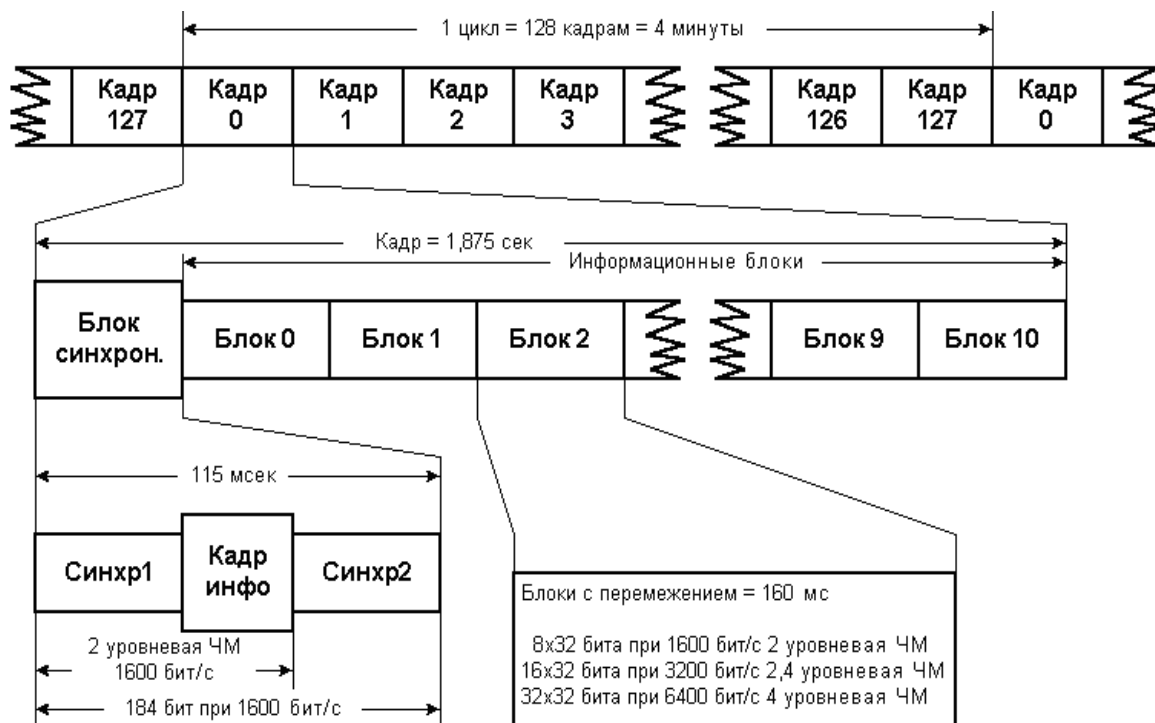 1 цикл = 128 кадрам = 4 минуты
Кадр 127
Кадр 0
Кадр 1
Кадр 2
Кадр 3
Кадр 126
Кадр 127
Кадр 0
Кадр = 1,875 сек
Информационные блоки
Блок синхрон.
Блок 0
Блок 1
Блок 2
Блок 9
Блок 10
115 мсек
Синхр1
Кадр инфо
Синхр2
2 уровневая ЧМ
1600 бит/с
184 бит при 1600 бит/с
Блоки с перемежением = 160 мс
8x32 бита при 1600 бит/с 2 уровневая ЧМ
16x32 бита при 3200 бит/с 2,4 уровневая ЧМ
32x32 бита при 6400 бит/с 4 уровневая ЧМ